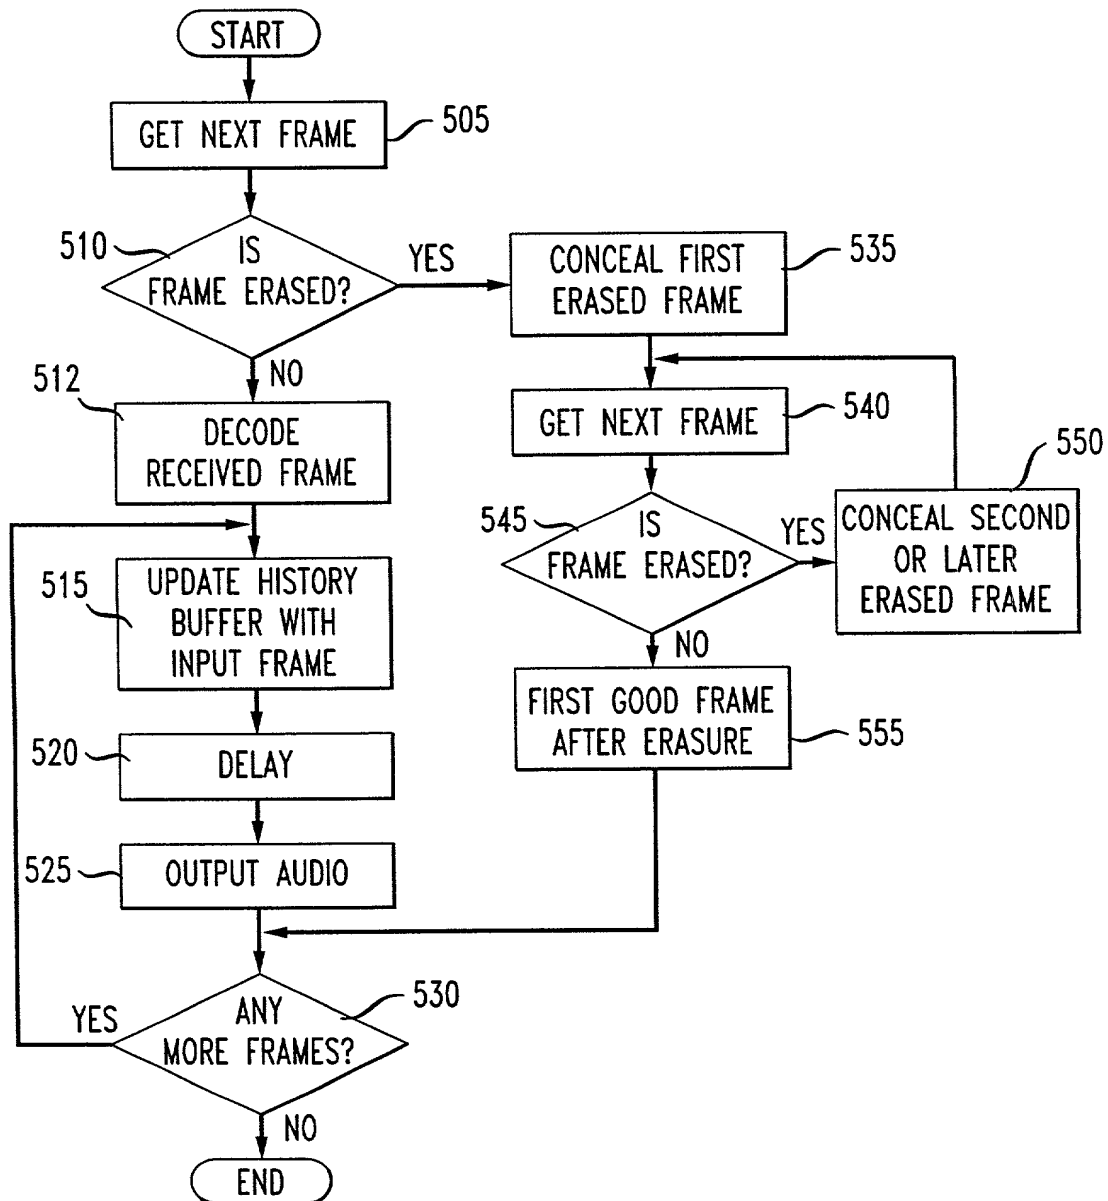 START
GET NEXT FRAME
505
510
IS
FRAME ERASED?
YES
NO
CONCEAL FIRST
ERASED FRAME
535
512
DECODE
RECEIVED FRAME
GET NEXT FRAME
540
545
IS
FRAME ERASED?
YES
NO
550
CONCEAL SECOND
OR LATER
ERASED FRAME
515
UPDATE HISTORY
BUFFER WITH
INPUT FRAME
FIRST GOOD FRAME
AFTER ERASURE
555
520
DELAY
525
OUTPUT AUDIO
530
ANY
MORE FRAMES?
YES
NO
END